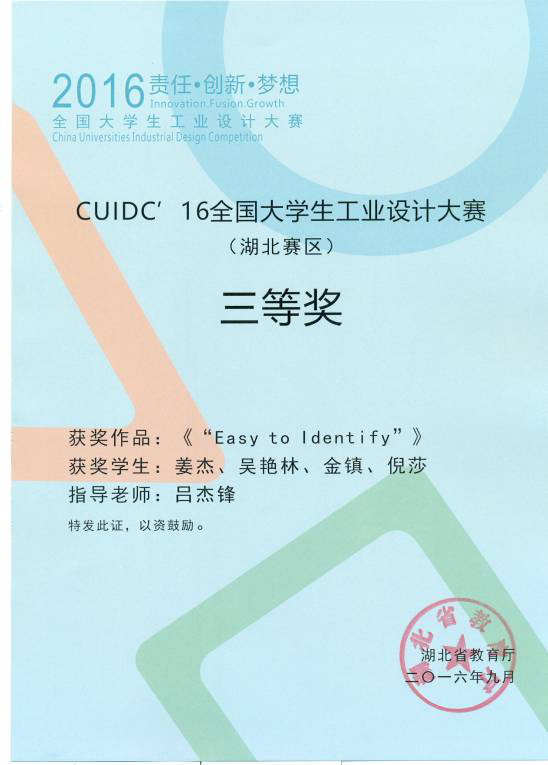 2016 责任•创新•梦想
Innovation.Fusion.Growth
全国大学生工业设计大赛
China Universities Industrial Design Competition
CUIDC’16全国大学生工业设计大赛
（湖北赛区）
三等奖
获奖作品：《“Easy to Identify”》
获奖学生：姜杰、吴艳林、金镇、倪莎
指导老师：吕杰锋
特发此证，以资鼓励。
湖北省教育厅
湖北省教育厅
二〇一六年九月